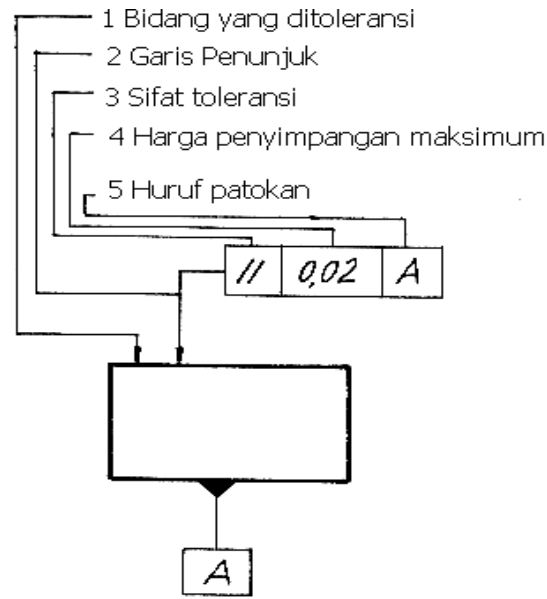 1 Bidang yang ditoleransi
2 Garis Penunjuk
3 Sifat toleransi
4 Harga penyimpangan maksimum
5 Huruf patokan
// 0,02 A
A